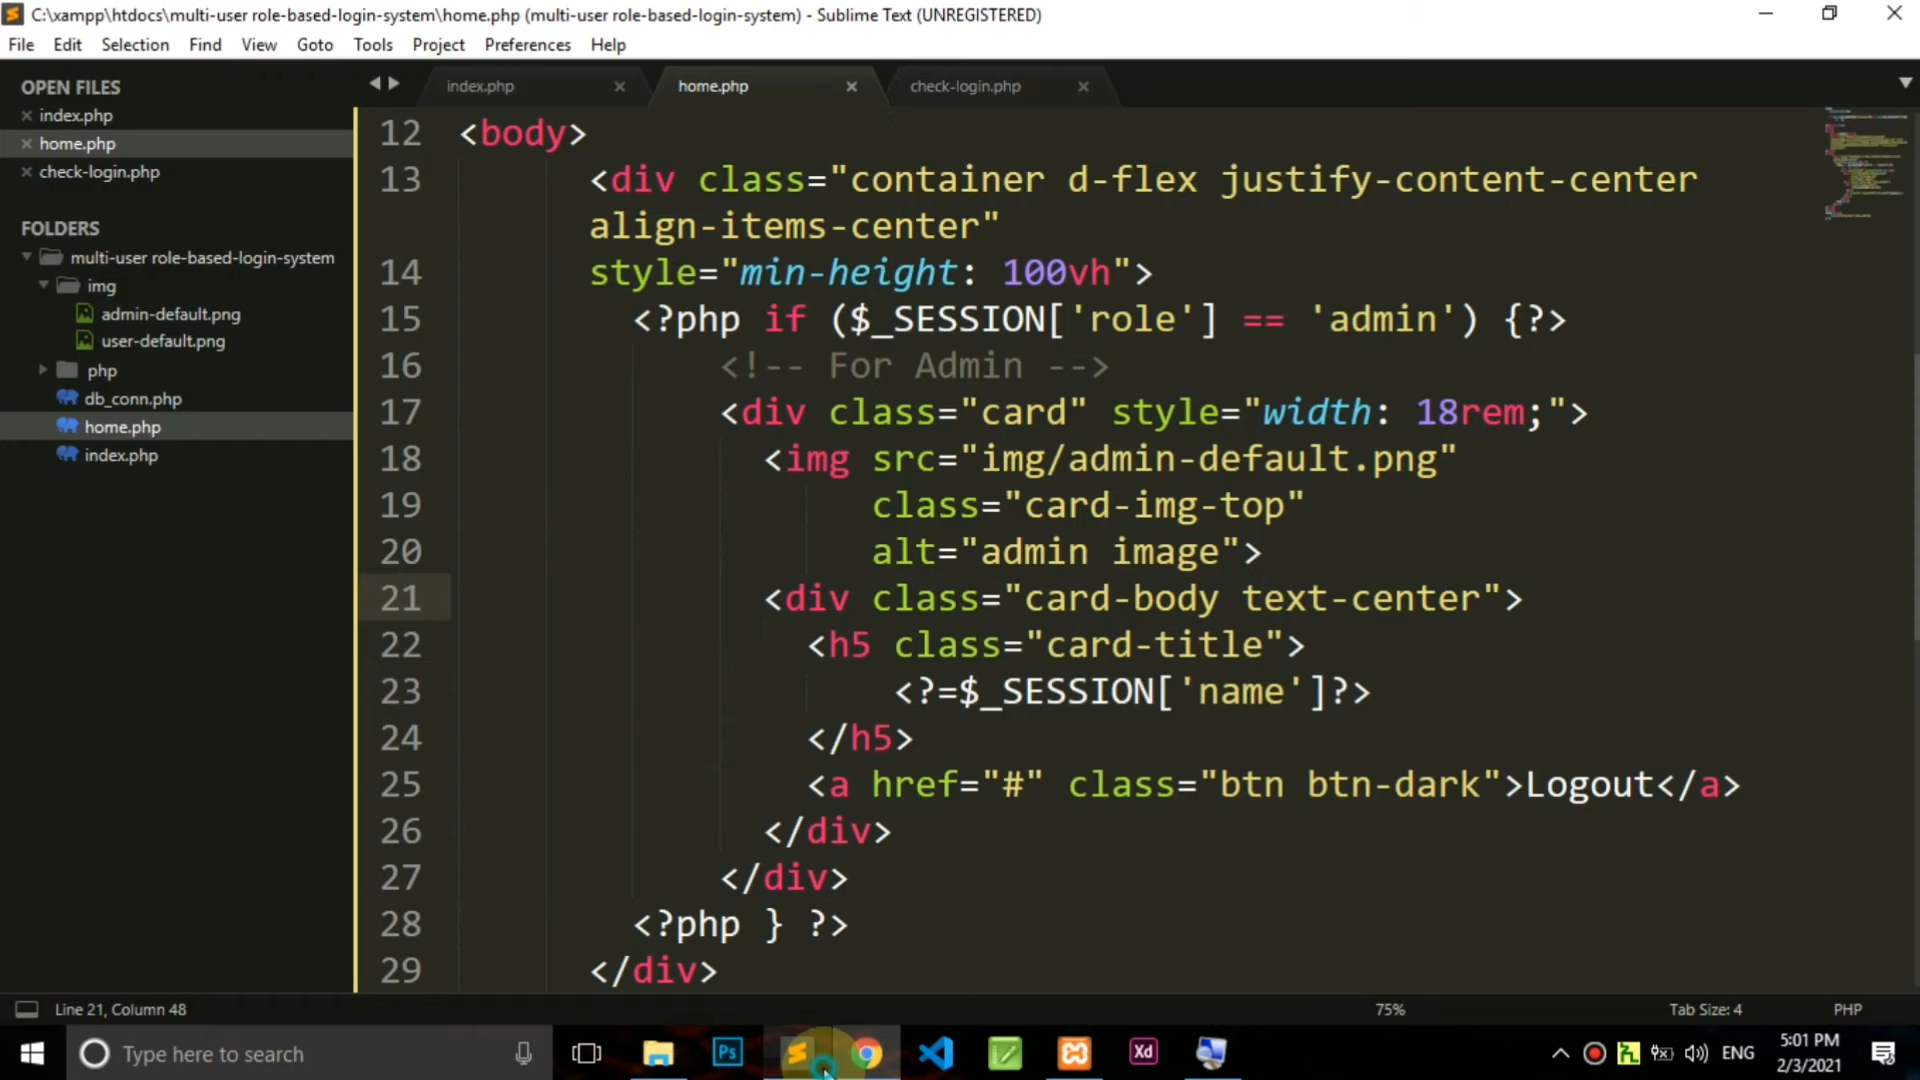 C:\xampp\htdocs\multi-user role-based-login-system\home.php (multi-user role-based-login-system) - Sublime Text (UNREGISTERED)
File Edit Selection Find View Goto Tools Project Preferences Help
OPEN FILES
index.php
home.php
check-login.php
FOLDERS
multi-user role-based-login-system
img
admin-default.png
user-default.png
php
db_conn.php
home.php
index.php
index.php home.php check-login.php
12 <body>
13 <div class="container d-flex justify-content-center
align-items-center"
14 style="min-height: 100vh">
15 <?php if ($_SESSION['role'] == 'admin') {?>
16 <!-- For Admin -->
17 <div class="card" style="width: 18rem;">
18 <img src="img/admin-default.png"
19 class="card-img-top"
20 alt="admin image">
21 <div class="card-body text-center">
22 <h5 class="card-title">
23 <?=$_SESSION['name']?>
24 </h5>
25 <a href="#" class="btn btn-dark">Logout</a>
26 </div>
27 </div>
28 <?php } ?>
29 </div>
Line 21, Column 48 75% Tab Size: 4 PHP
Type here to search
Ps
Xd
ENG
5:01 PM
2/3/2021